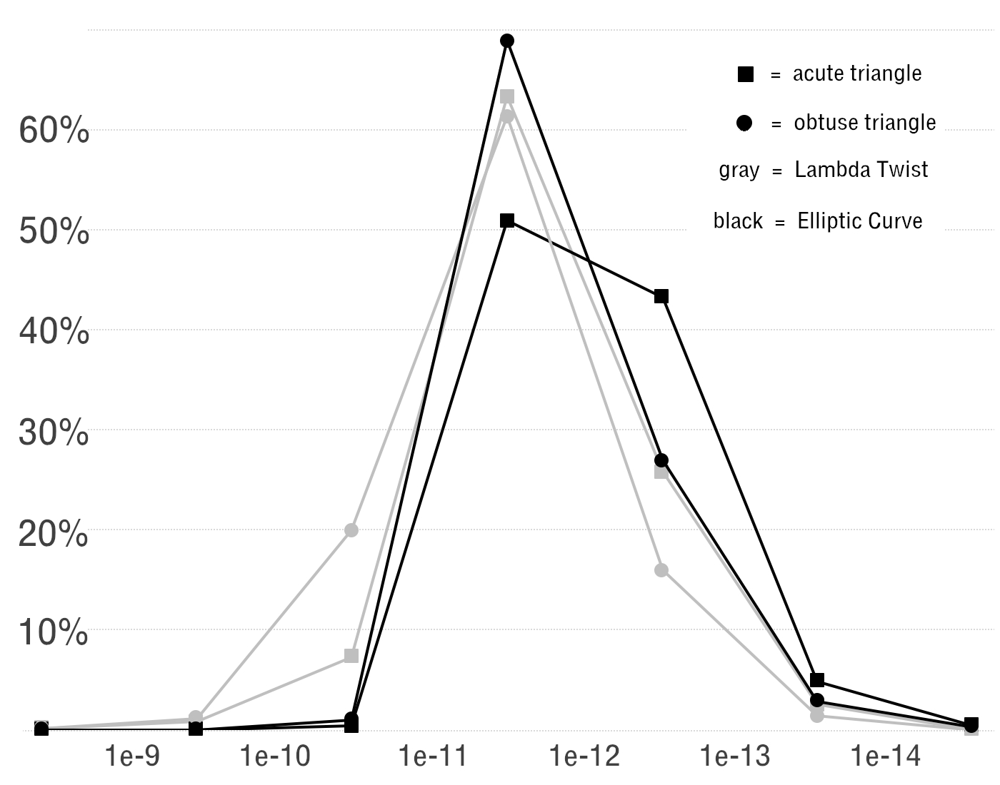 = acute triangle
60%
= obtuse triangle
gray = Lambda Twist
50%
black = Elliptic Curve
40%
30%
20%
10%
1e-9 1e-10 1e-11 1e-12 1e-13 1e-14